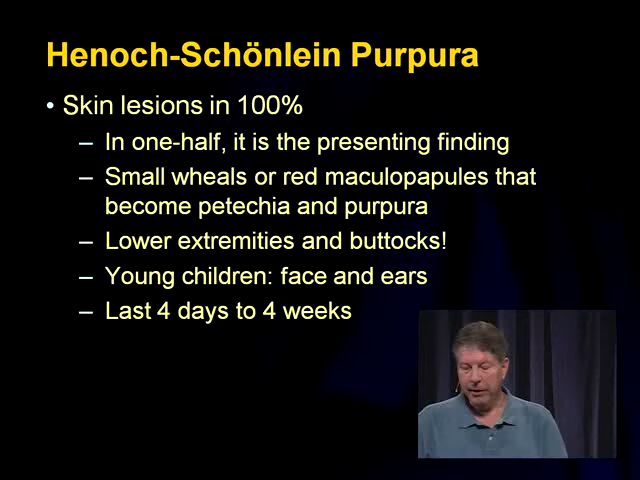 Henoch-Schönlein Purpura
• Skin lesions in 100%
– In one-half, it is the presenting finding
– Small wheals or red maculopapules that
become petechia and purpura
– Lower extremities and buttocks!
– Young children: face and ears
– Last 4 days to 4 weeks